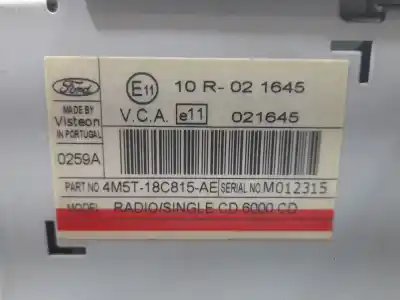 Ford
E11 10 R- 02 1645
MADE BY
Visteon
IN PORTUGAL
V.C.A. e11 021645
0259A
PART NO 4M5T-18C815-AE SERIAL NO. M012315
MODEL RADIO/SINGLE CD 6000 CD